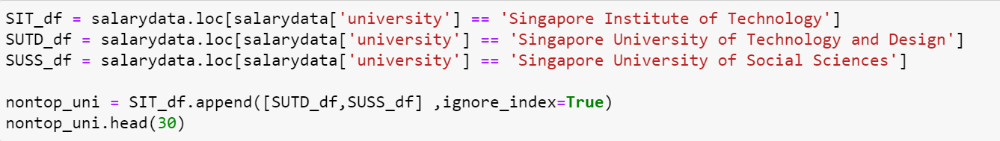 SIT_df = salarydata.loc[salarydata['university'] == 'Singapore Institute of Technology']
SUTD_df = salarydata.loc[salarydata['university'] == 'Singapore University of Technology and Design']
SUSS_df = salarydata.loc[salarydata['university'] == 'Singapore University of Social Sciences']
nontop_uni = SIT_df.append([SUTD_df,SUSS_df] ,ignore_index=True)
nontop_uni.head(30)